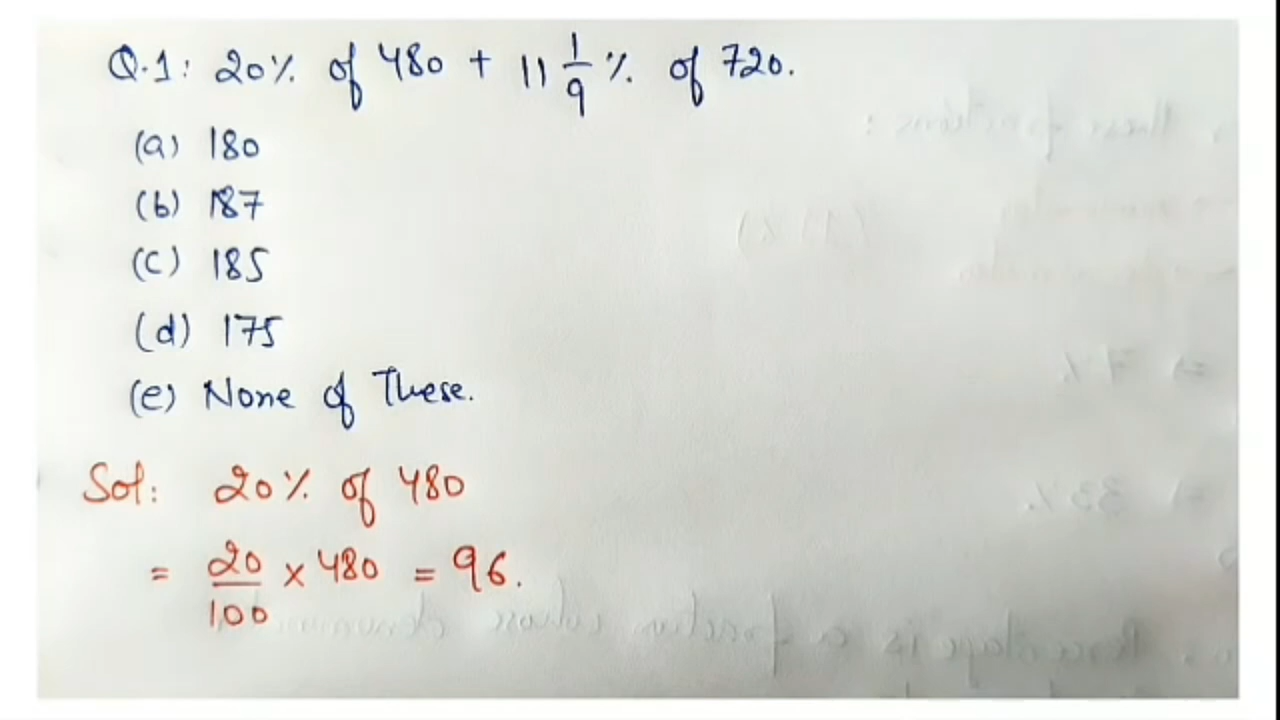 Q.1: 20% of 480 + 11 1/9 % of 720.
(a) 180
(b) 187
(c) 185
(d) 175
(e) None of These.
Sol: 20% of 480
= 20/100 × 480 = 96.